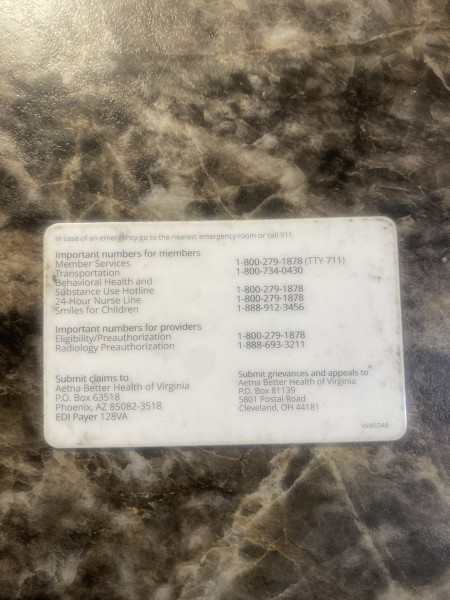 In case of an emergency go to the nearest emergency room or call 911.
Important numbers for members
Member Services 1-800-279-1878 (TTY 711)
Transportation 1-800-734-0430
Behavioral Health and
Substance Use Hotline 1-800-279-1878
24-Hour Nurse Line 1-800-279-1878
Smiles for Children 1-888-912-3456
Important numbers for providers
Eligibility/Preauthorization 1-800-279-1878
Radiology Preauthorization 1-888-693-3211
Submit claims to
Aetna Better Health of Virginia
P.O. Box 63518
Phoenix, AZ 85082-3518
EDI Payer 128VA
Submit grievances and appeals to
Aetna Better Health of Virginia
P.O. Box 81139
5801 Postal Road
Cleveland, OH 44181